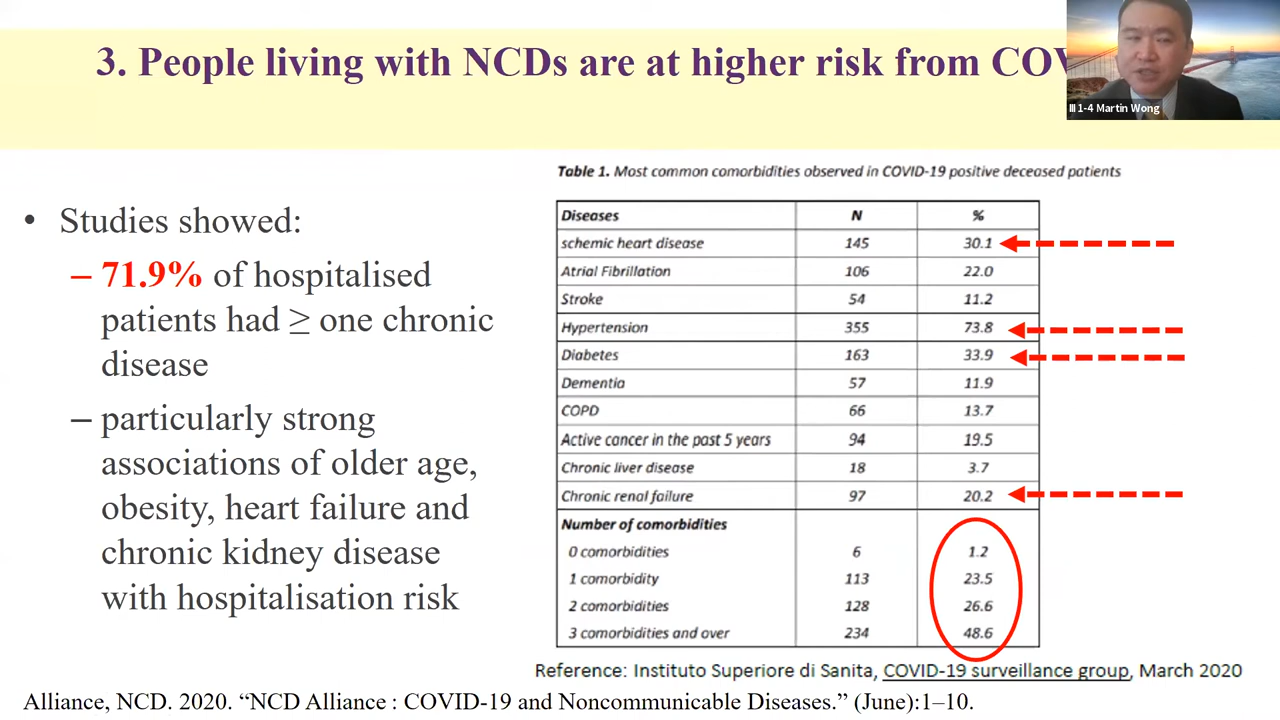 3. People living with NCDs are at higher risk from COV
III 1-4 Martin Wong
• Studies showed:
– 71.9% of hospitalised
patients had ≥ one chronic
disease
– particularly strong
associations of older age,
obesity, heart failure and
chronic kidney disease
with hospitalisation risk
Table 1. Most common comorbidities observed in COVID-19 positive deceased patients
Diseases N %
schemic heart disease 145 30.1
Atrial Fibrillation 106 22.0
Stroke 54 11.2
Hypertension 355 73.8
Diabetes 163 33.9
Dementia 57 11.9
COPD 66 13.7
Active cancer in the past 5 years 94 19.5
Chronic liver disease 18 3.7
Chronic renal failure 97 20.2
Number of comorbidities
0 comorbidities 6 1.2
1 comorbidity 113 23.5
2 comorbidities 128 26.6
3 comorbidities and over 234 48.6
Reference: Instituto Superiore di Sanita, COVID-19 surveillance group, March 2020
Alliance, NCD. 2020. “NCD Alliance : COVID-19 and Noncommunicable Diseases.” (June):1–10.